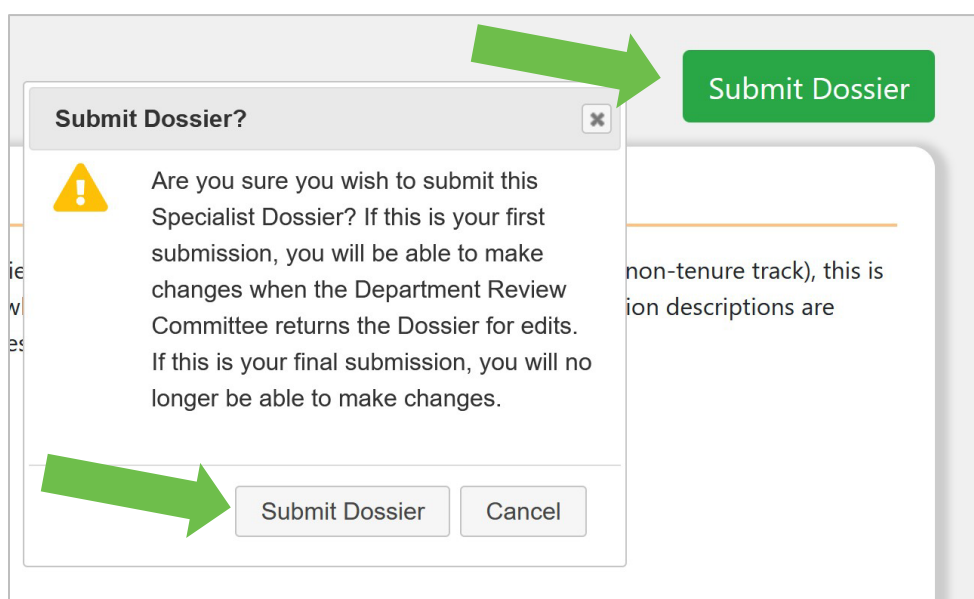 Submit Dossier
Submit Dossier?
Are you sure you wish to submit this
Specialist Dossier? If this is your first
submission, you will be able to make
changes when the Department Review
Committee returns the Dossier for edits.
If this is your final submission, you will no
longer be able to make changes.
Submit Dossier Cancel
non-tenure track), this is
ion descriptions are